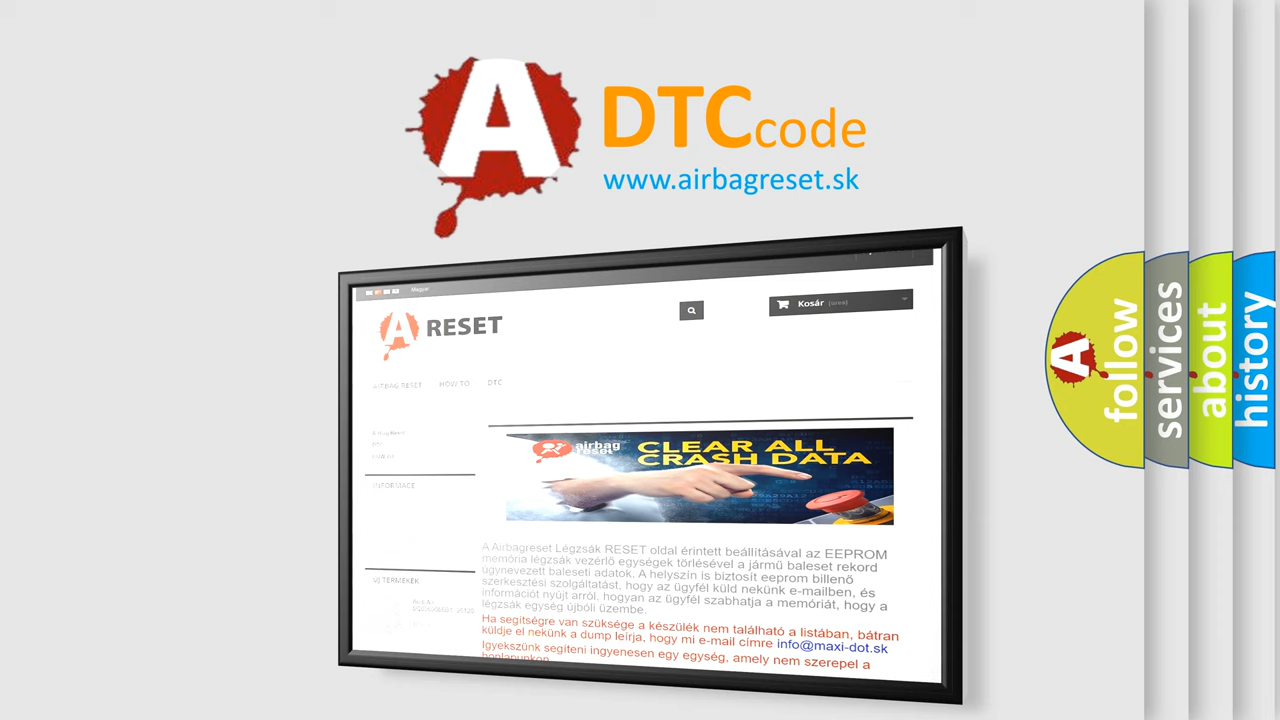 A
DTC code
www.airbagreset.sk
Magyar
A RESET
Kosár (üres)
AIRBAG RESET HOW TO DTC
INFORMACE
airbag
reset
CLEAR ALL
CRASH DATA
A Airbagreset Légzsák RESET oldal érintett beállításával az EEPROM
memória légzsák vezérlő egységek törlésével a jármű baleset rekord
úgynevezett baleseti adatok. A helyszín is biztosít eeprom billenő
szerkesztési szolgáltatást, hogy az ügyfél küld nekünk e-mailben, és
információt nyújt arról, hogyan az ügyfél szabhatja a memóriát, hogy a
légzsák egység újbóli üzembe.
Ha segítségre van szüksége a készülék nem található a listában, bátran
küldje el nekünk a dump leírja, hogy mi e-mail címre info@maxi-dot.sk
Igyekszünk segíteni ingyenesen egy egység, amely nem szerepel a
honlapunkon
ÚJ TERMÉKEK
A
follow
services
about
history